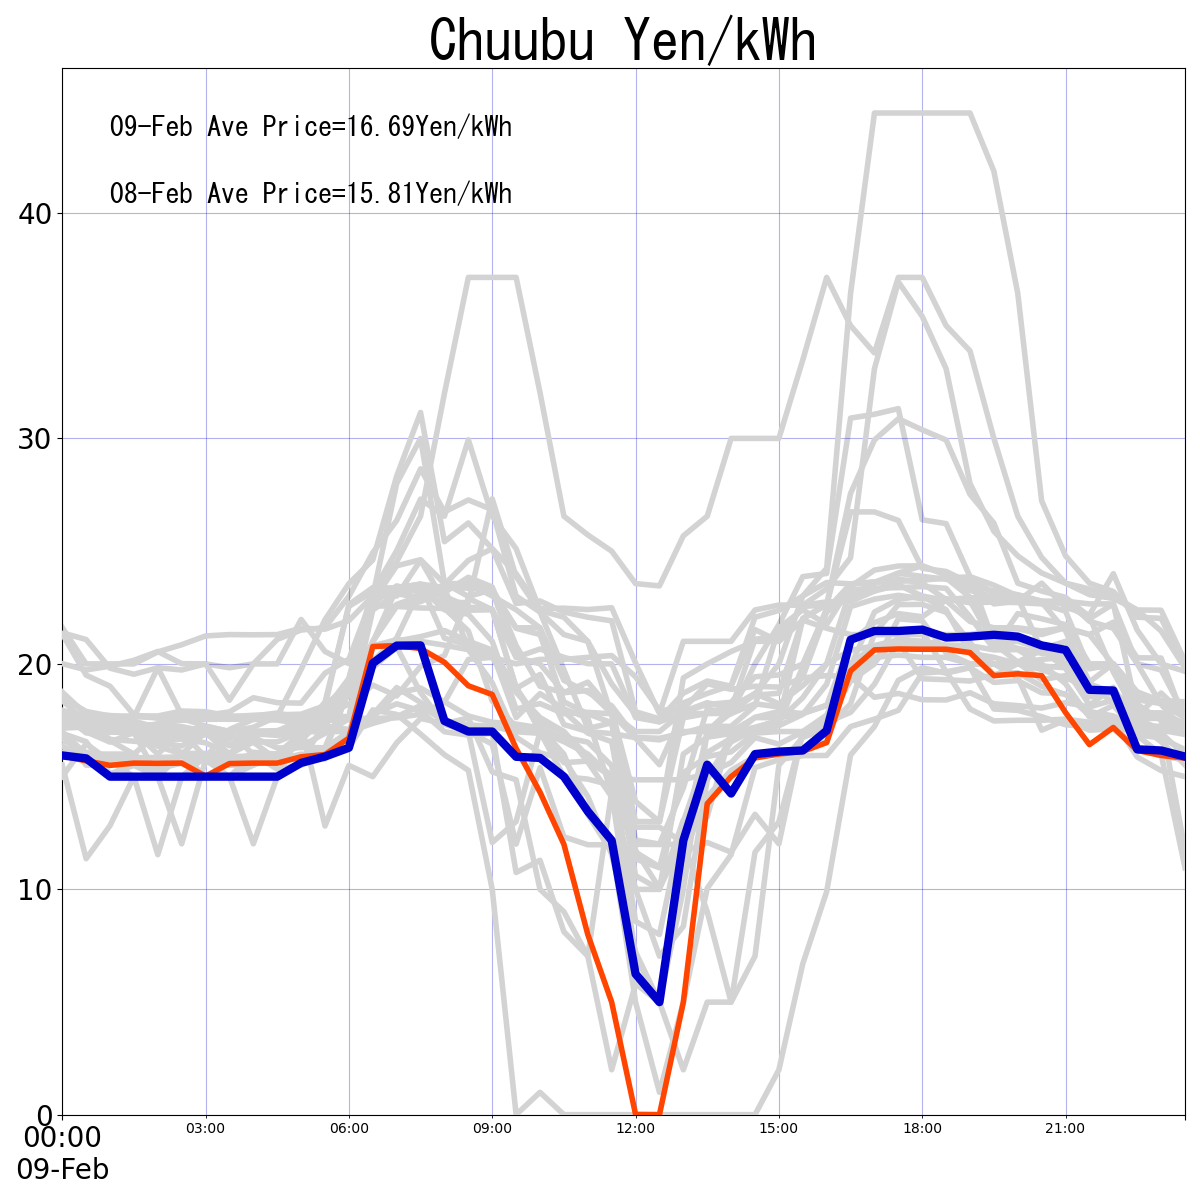 Chuubu Yen/kWh
09-Feb Ave Price=16.69Yen/kWh
08-Feb Ave Price=15.81Yen/kWh
40
30
20
10
0
00:00 03:00 06:00 09:00 12:00 15:00 18:00 21:00
09-Feb